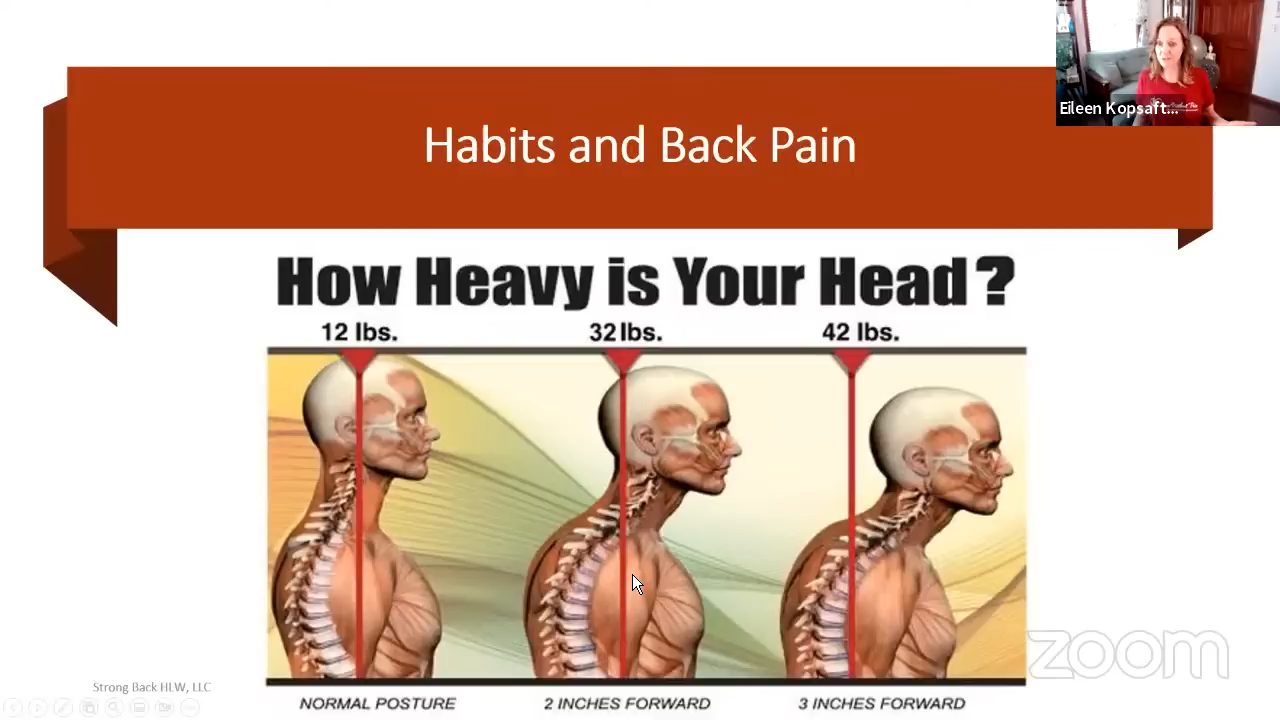 Eileen Kopsaft...
Habits and Back Pain
How Heavy is Your Head?
12 lbs.
32 lbs.
42 lbs.
zoom
Strong Back HLW, LLC
NORMAL POSTURE
2 INCHES FORWARD
3 INCHES FORWARD